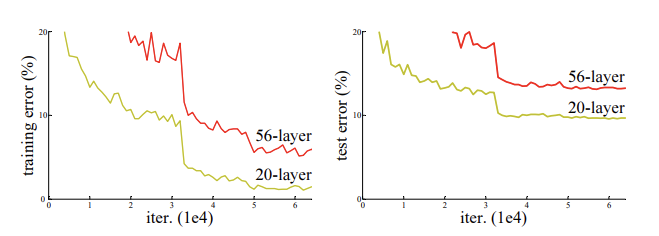 20
10
0
training error (%)
56-layer
20-layer
0 1 2 3 4 5 6
iter. (1e4)
20
10
0
test error (%)
56-layer
20-layer
0 1 2 3 4 5 6
iter. (1e4)